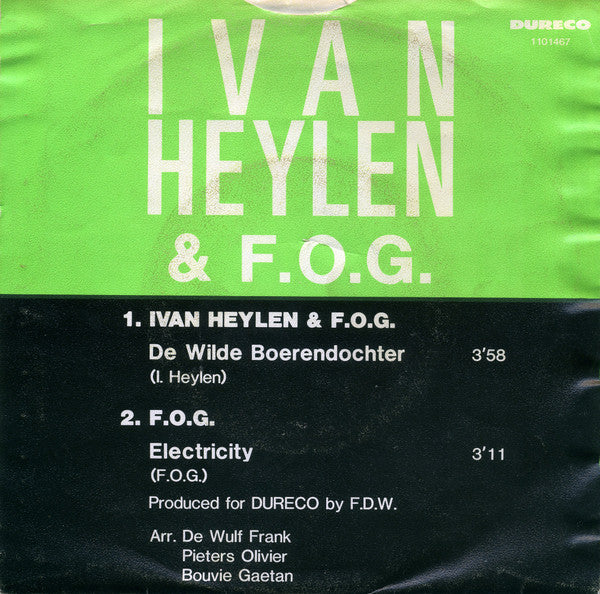 DURECO
1101467
IVAN
HEYLEN
& F.O.G.
1. IVAN HEYLEN & F.O.G.
De Wilde Boerendochter 3'58
(I. Heylen)
2. F.O.G.
Electricity 3'11
(F.O.G.)
Produced for DURECO by F.D.W.
Arr. De Wulf Frank
Pieters Olivier
Bouvie Gaetan